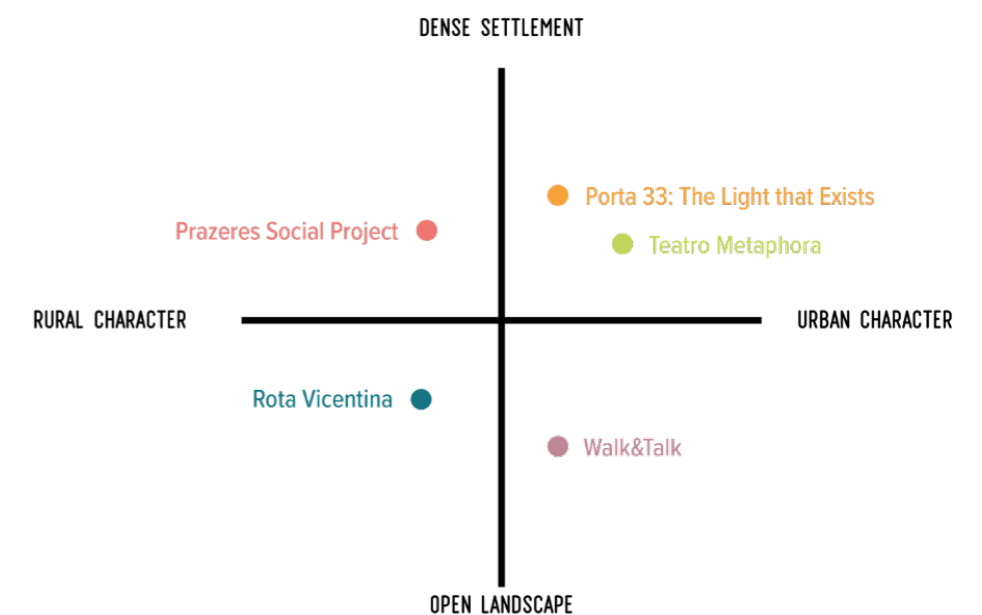 DENSE SETTLEMENT
Porta 33: The Light that Exists
Prazeres Social Project
Teatro Metaphora
RURAL CHARACTER
URBAN CHARACTER
Rota Vicentina
Walk&Talk
OPEN LANDSCAPE